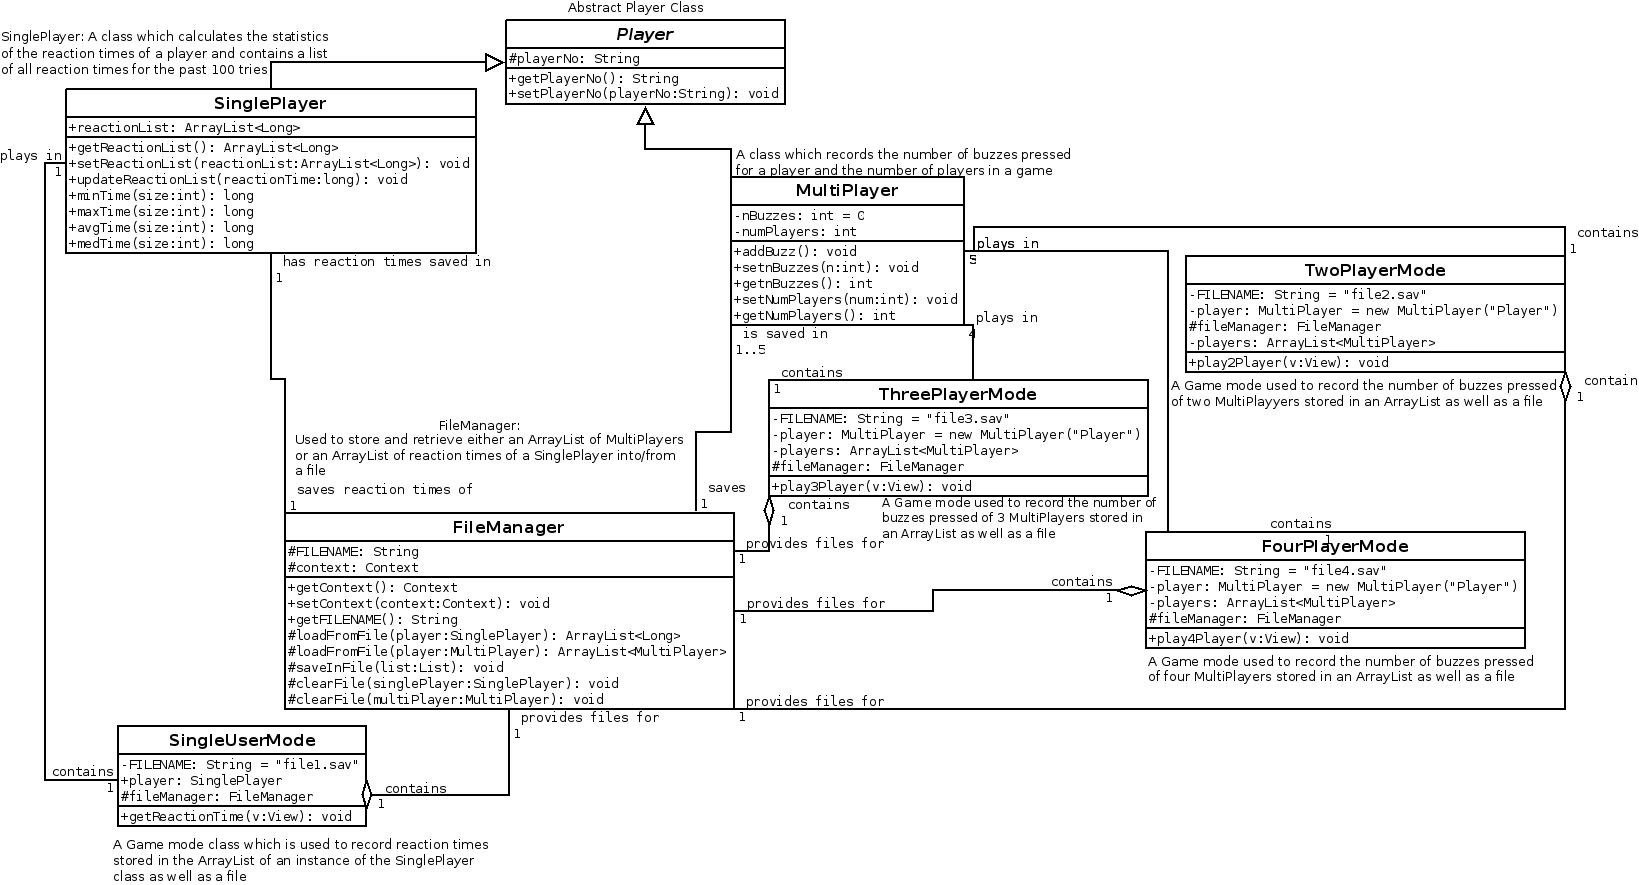 Abstract Player Class
Player
#playerNo: String
+getPlayerNo(): String
+setPlayerNo(playerNo:String): void
SinglePlayer: A class which calculates the statistics
of the reaction times of a player and contains a list
of all reaction times for the past 100 tries
SinglePlayer
+reactionList: ArrayList<Long>
+getReactionList(): ArrayList<Long>
+setReactionList(reactionList:ArrayList<Long>): void
+updateReactionList(reactionTime:long): void
+minTime(size:int): long
+maxTime(size:int): long
+avgTime(size:int): long
+medTime(size:int): long
plays in
1
has reaction times saved in
1
A class which records the number of buzzes pressed
for a player and the number of players in a game
MultiPlayer
-nBuzzes: int = 0
-numPlayers: int
+addBuzz(): void
+setnBuzzes(n:int): void
+getnBuzzes(): int
+setNumPlayers(num:int): void
+getNumPlayers(): int
plays in
5
plays in
4
is saved in
1..5
contains
1
TwoPlayerMode
-FILENAME: String = "file2.sav"
-player: MultiPlayer = new MultiPlayer("Player")
#fileManager: FileManager
-players: ArrayList<MultiPlayer>
+play2Player(v:View): void
A Game mode used to record the number of buzzes pressed
of two MultiPlayyers stored in an ArrayList as well as a file
contain
1
contains
1
ThreePlayerMode
-FILENAME: String = "file3.sav"
-player: MultiPlayer = new MultiPlayer("Player")
-players: ArrayList<MultiPlayer>
#fileManager: FileManager
+play3Player(v:View): void
contains
1
A Game mode used to record the number of
buzzes pressed of 3 MultiPlayers stored in
an ArrayList as well as a file
FileManager:
Used to store and retrieve either an ArrayList of MultiPlayers
or an ArrayList of reaction times of a SinglePlayer into/from
a file
saves reaction times of
1
saves
1
FileManager
#FILENAME: String
#context: Context
+getContext(): Context
+setContext(context:Context): void
+getFILENAME(): String
#loadFromFile(player:SinglePlayer): ArrayList<Long>
#loadFromFile(player:MultiPlayer): ArrayList<MultiPlayer>
#saveInFile(list:List): void
#clearFile(singlePlayer:SinglePlayer): void
#clearFile(multiPlayer:MultiPlayer): void
provides files for
1
provides files for
1
provides files for
1
provides files for
1
contains
1
contains
1
FourPlayerMode
-FILENAME: String = "file4.sav"
-player: MultiPlayer = new MultiPlayer("Player")
-players: ArrayList<MultiPlayer>
#fileManager: FileManager
+play4Player(v:View): void
A Game mode used to record the number of buzzes pressed
of four MultiPlayers stored in an ArrayList as well as a file
contains
1
SingleUserMode
-FILENAME: String = "file1.sav"
+player: SinglePlayer
#fileManager: FileManager
+getReactionTime(v:View): void
contains
1
A Game mode class which is used to record reaction times
stored in the ArrayList of an instance of the SinglePlayer
class as well as a file